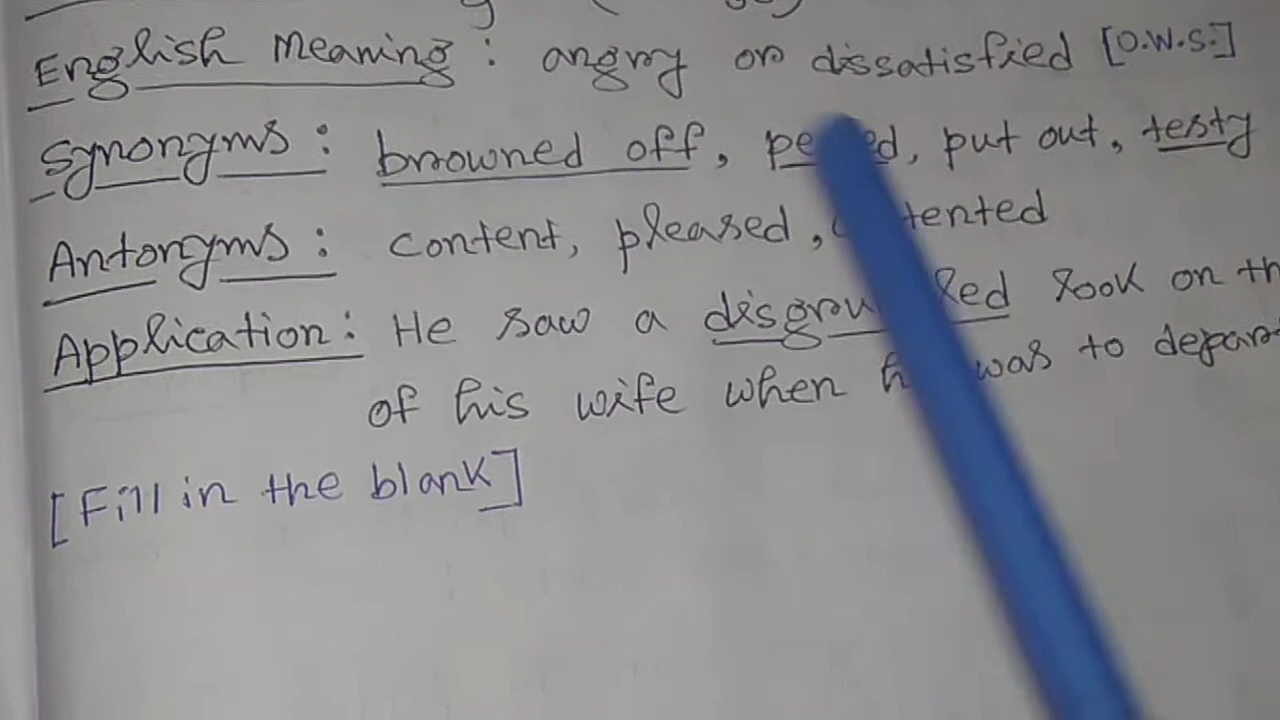 English Meaning : angry or dissatisfied [O.W.S.]
Synonyms : browned off, put out, testy
Antonyms : content, pleased,
Application : He saw a look on
of his wife when was to
[Fill in the blank]